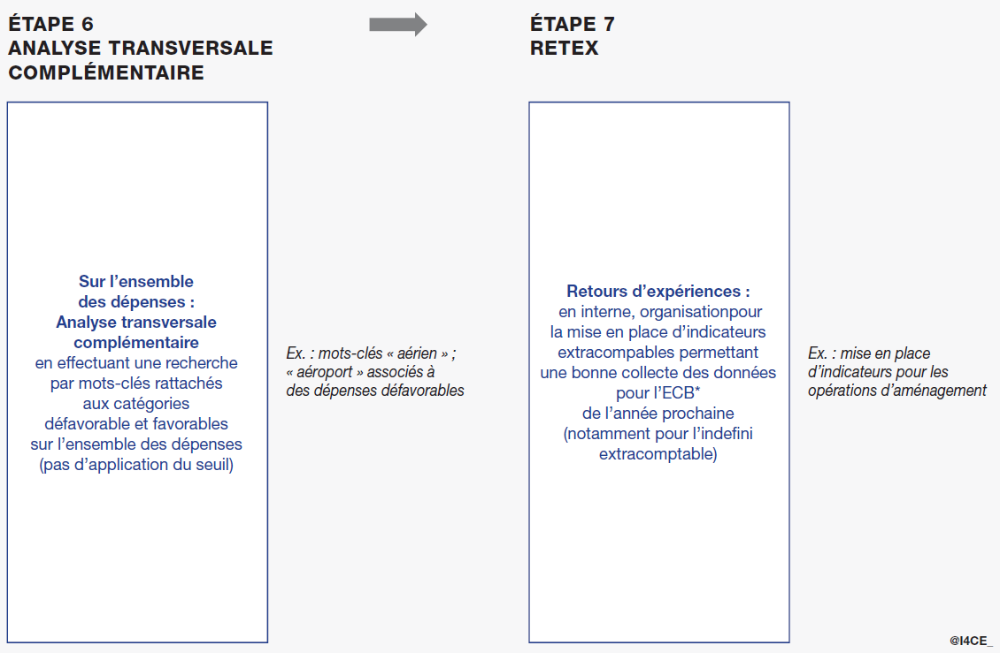 ÉTAPE 6
ANALYSE TRANSVERSALE
COMPLÉMENTAIRE
Sur l’ensemble
des dépenses :
Analyse transversale
complémentaire
en effectuant une recherche
par mots-clés rattachés
aux catégories
défavorable et favorables
sur l’ensemble des dépenses
(pas d’application du seuil)
Ex. : mots-clés « aérien » ;
« aéroport » associés à
des dépenses défavorables
ÉTAPE 7
RETEX
Retours d’expériences :
en interne, organisationpour
la mise en place d’indicateurs
extracompables permettant
une bonne collecte des données
pour l’ECB*
de l’année prochaine
(notamment pour l’indefini
extracomptable)
Ex. : mise en place
d’indicateurs pour les
opérations d’aménagement
@I4CE_